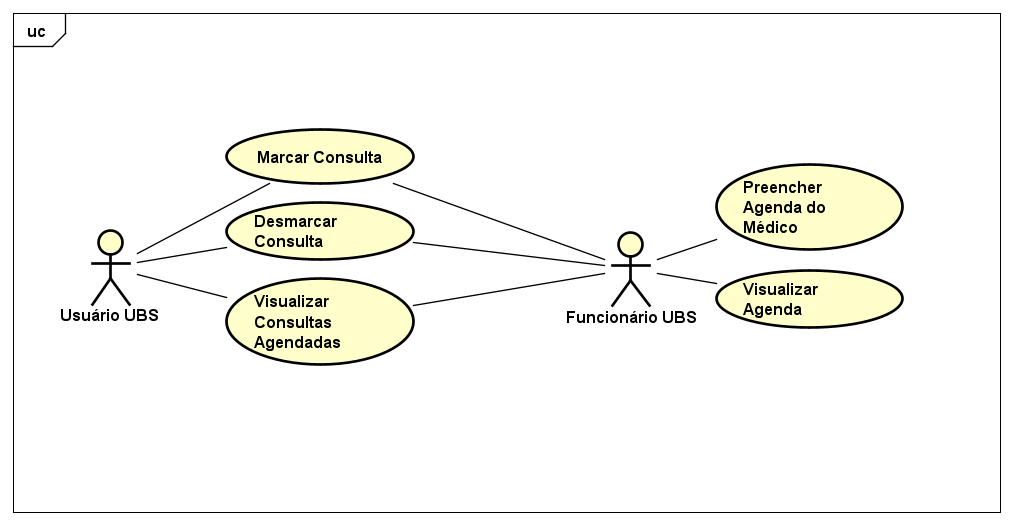 uc
Marcar Consulta
Desmarcar
Consulta
Visualizar
Consultas
Agendadas
Usuário UBS
Funcionário UBS
Preencher
Agenda do
Médico
Visualizar
Agenda